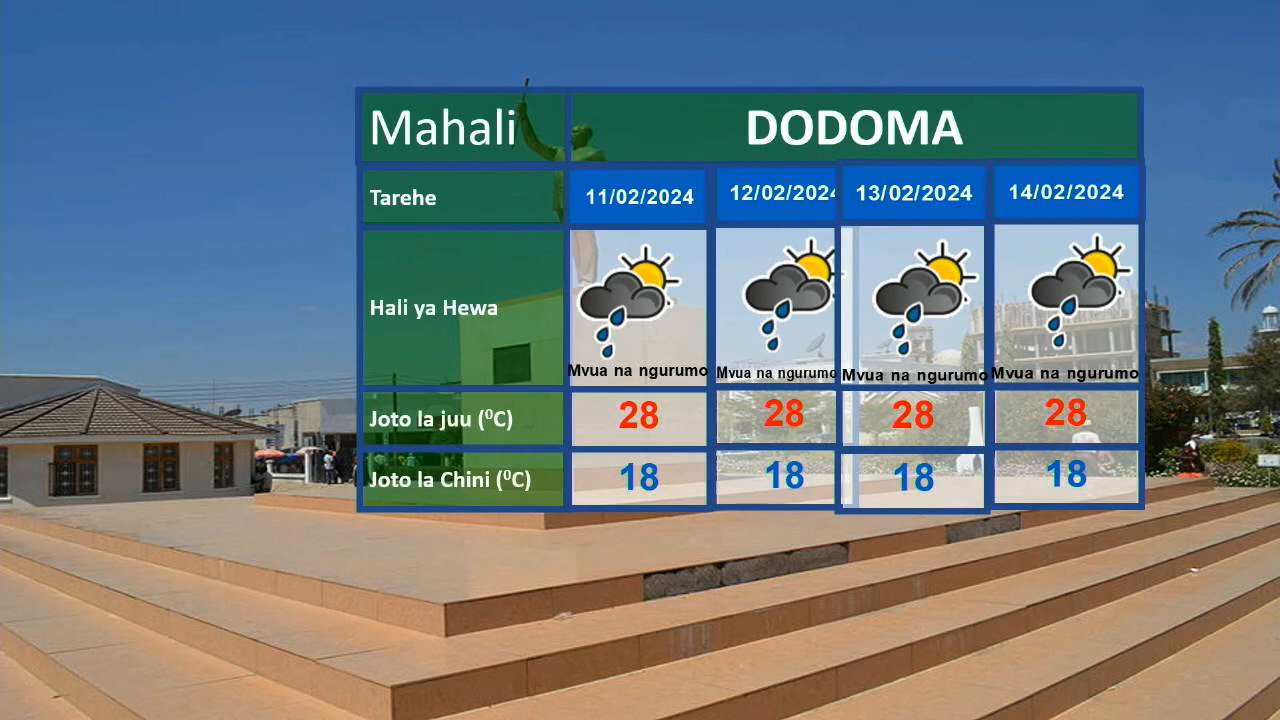 Mahali DODOMA
Tarehe 11/02/2024 12/02/2024 13/02/2024 14/02/2024
Hali ya Hewa
Mvua na ngurumo Mvua na ngurumo Mvua na ngurumo Mvua na ngurumo
Joto la juu (⁰C) 28 28 28 28
Joto la Chini (⁰C) 18 18 18 18